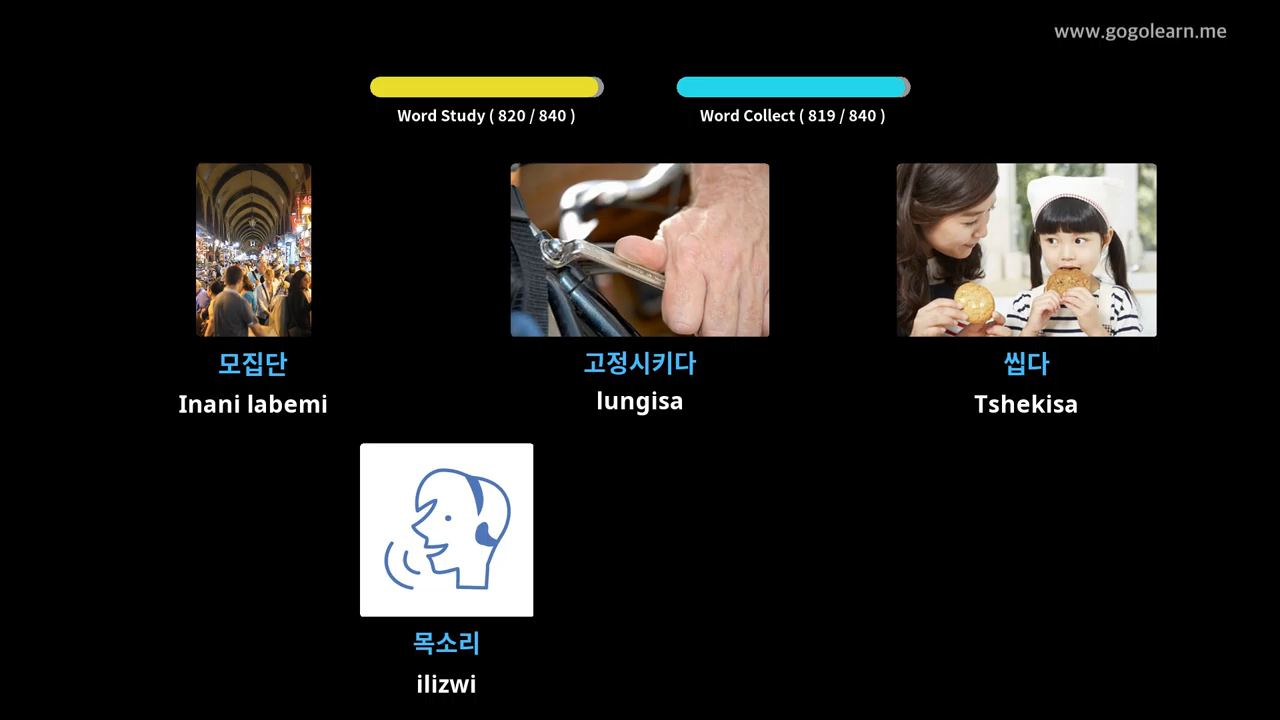 www.gogolearn.me
Word Study ( 820 / 840 )
Word Collect ( 819 / 840 )
모집단
Inani labemi
고정시키다
lungisa
씹다
Tshekisa
목소리
ilizwi